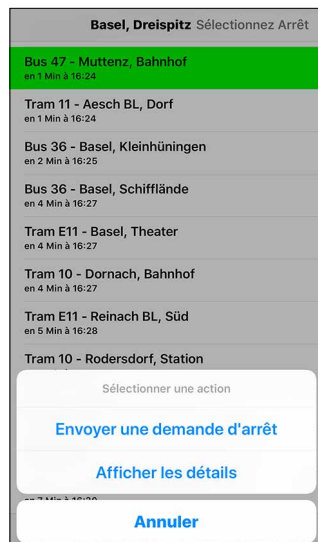 Basel, Dreispitz Sélectionnez Arrêt
Bus 47 - Muttenz, Bahnhof
en 1 Min à 16:24
Tram 11 - Aesch BL, Dorf
en 1 Min à 16:24
Bus 36 - Basel, Kleinhüningen
en 2 Min à 16:25
Bus 36 - Basel, Schifflände
en 4 Min à 16:27
Tram E11 - Basel, Theater
en 4 Min à 16:27
Tram 10 - Dornach, Bahnhof
en 4 Min à 16:27
Tram E11 - Reinach BL, Süd
en 5 Min à 16:28
Tram 10 - Rodersdorf, Station
Sélectionner une action
Envoyer une demande d'arrêt
Afficher les détails
Annuler